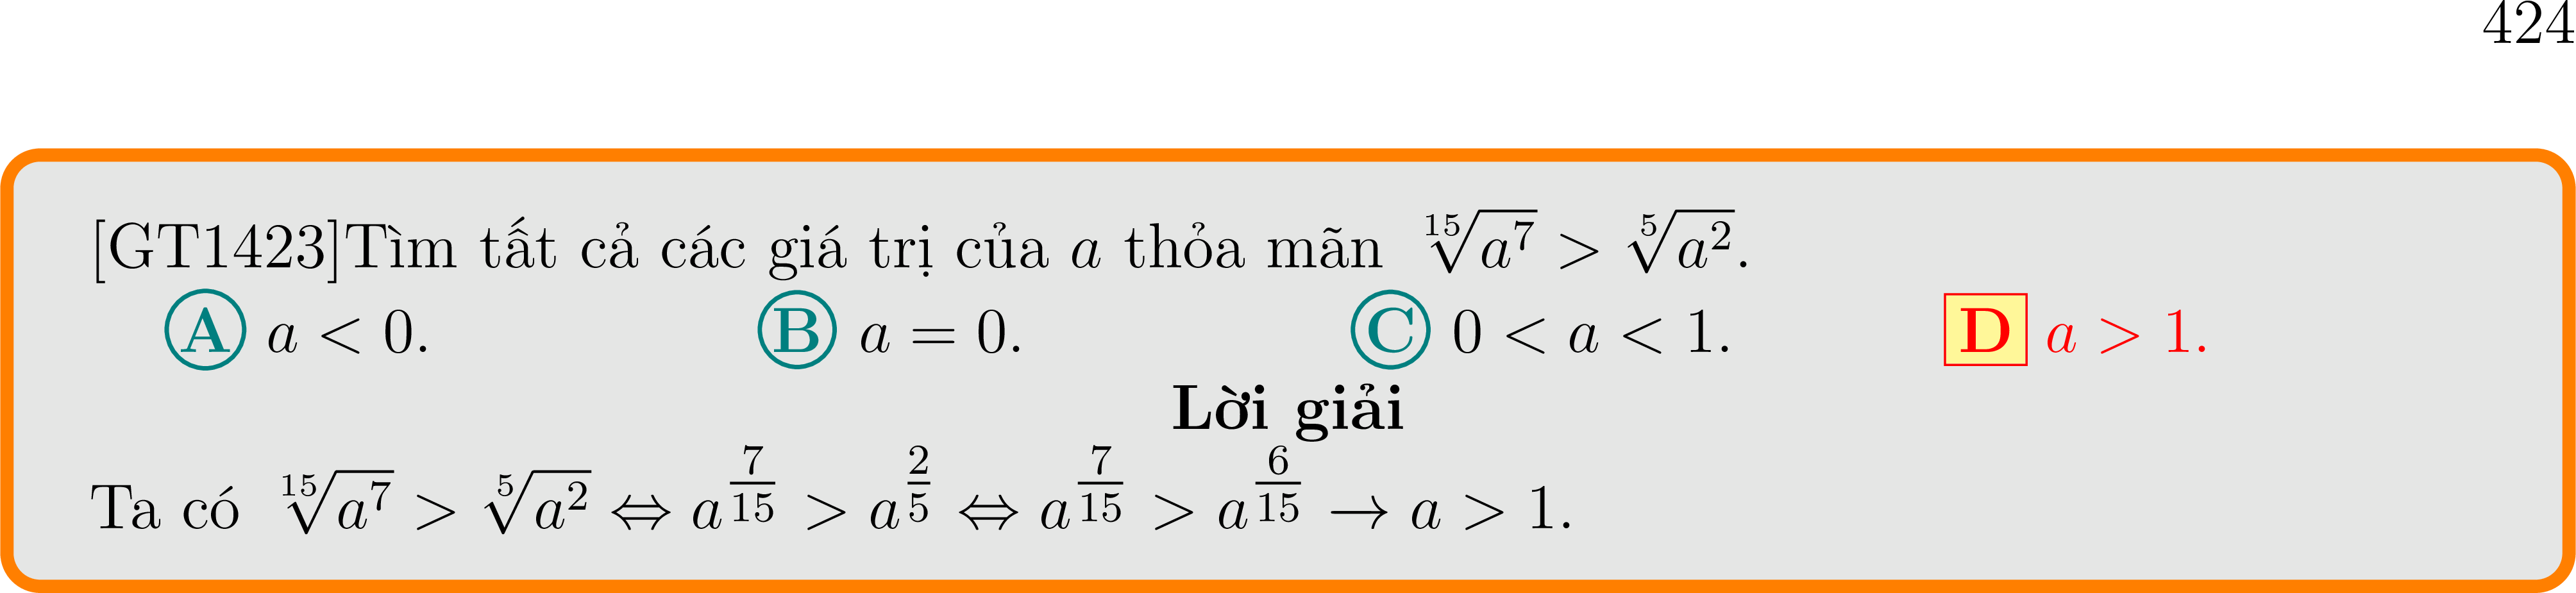 424
[GT1423]Tìm tất cả các giá trị của $a$ thỏa mãn $\sqrt[15]{a^7} > \sqrt[5]{a^2}$.
A $a < 0$. B $a = 0$. C $0 < a < 1$. D $a > 1$.
Lời giải
Ta có $\sqrt[15]{a^7} > \sqrt[5]{a^2} \Leftrightarrow a^{\frac{7}{15}} > a^{\frac{2}{5}} \Leftrightarrow a^{\frac{7}{15}} > a^{\frac{6}{15}} \rightarrow a > 1$.